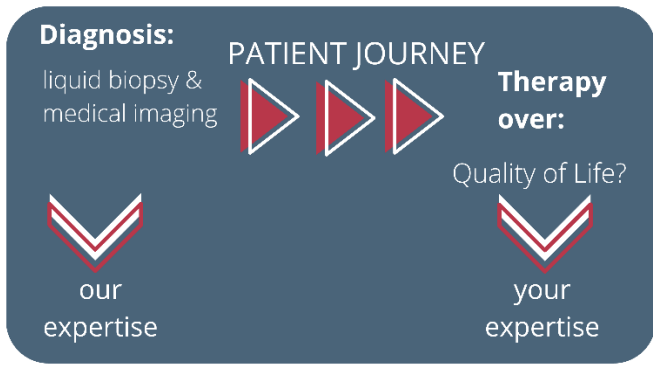 Diagnosis:
liquid biopsy &
medical imaging
PATIENT JOURNEY
Therapy
over:
Quality of Life?
our
expertise
your
expertise